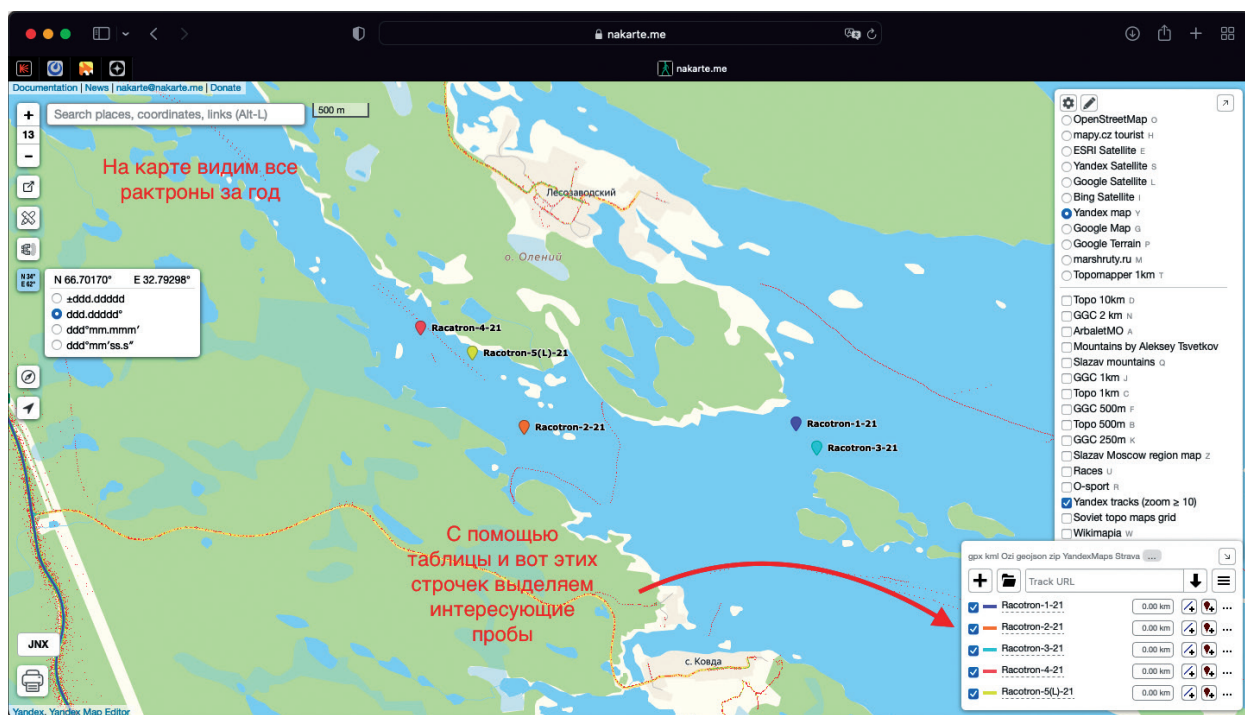 nakarte.me
nakarte.me
Documentation | News | nakarte@nakarte.me | Donate
+
13
−
Search places, coordinates, links (Alt-L)
500 m
На карте видим все
рактроны за год
N 34°
E 62°
N 66.70170° E 32.79298°
±ddd.ddddd
ddd.ddddd°
ddd°mm.mmm′
ddd°mm′ss.s″
Лесозаводский
о. Олений
Racatron-4-21
Racotron-5(L)-21
Racotron-2-21
Racotron-1-21
Racotron-3-21
С помощью
таблицы и вот этих
строчек выделяем
интересующие
пробы
с. Ковда
JNX
Yandex, Yandex Map Editor
OpenStreetMap O
mapy.cz tourist H
ESRI Satellite E
Yandex Satellite S
Google Satellite L
Bing Satellite I
Yandex map Y
Google Map G
Google Terrain P
marshruty.ru M
Topomapper 1km T
Topo 10km D
GGC 2 km N
ArbaletMO A
Mountains by Aleksey Tsvetkov
Slazav mountains Q
GGC 1km J
Topo 1km C
GGC 500m F
Topo 500m B
GGC 250m K
Slazav Moscow region map Z
Races U
O-sport R
Yandex tracks (zoom ≥ 10)
Soviet topo maps grid
Wikimapia W
gpx kml Ozi geojson zip YandexMaps Strava ...
Track URL
Racotron-1-21 0.00 km ...
Racotron-2-21 0.00 km ...
Racotron-3-21 0.00 km ...
Racotron-4-21 0.00 km ...
Racotron-5(L)-21 0.00 km ...